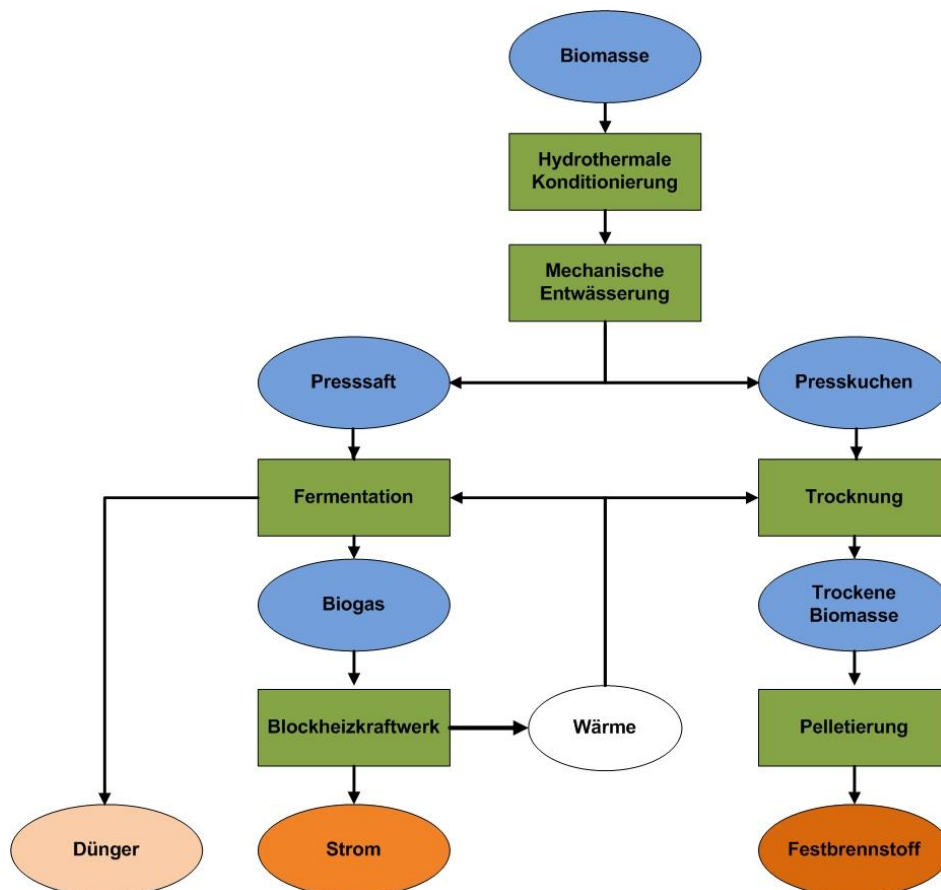 Biomasse
Hydrothermale
Konditionierung
Mechanische
Entwässerung
Presssaft
Presskuchen
Fermentation
Trocknung
Biogas
Trockene
Biomasse
Blockheizkraftwerk
Wärme
Pelletierung
Dünger
Strom
Festbrennstoff